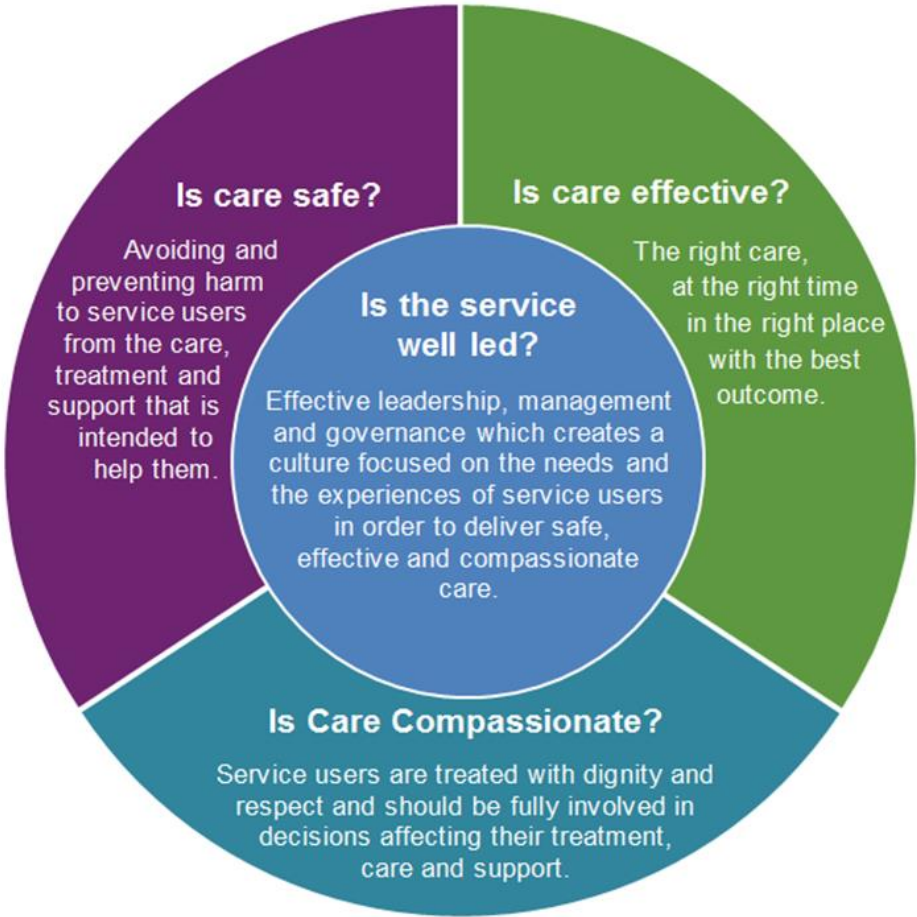 Is care safe?
Avoiding and
preventing harm
to service users
from the care,
treatment and
support that is
intended to
help them.
Is care effective?
The right care,
at the right time
in the right place
with the best
outcome.
Is the service
well led?
Effective leadership, management
and governance which creates a
culture focused on the needs and
the experiences of service users
in order to deliver safe,
effective and compassionate
care.
Is Care Compassionate?
Service users are treated with dignity and
respect and should be fully involved in
decisions affecting their treatment,
care and support.